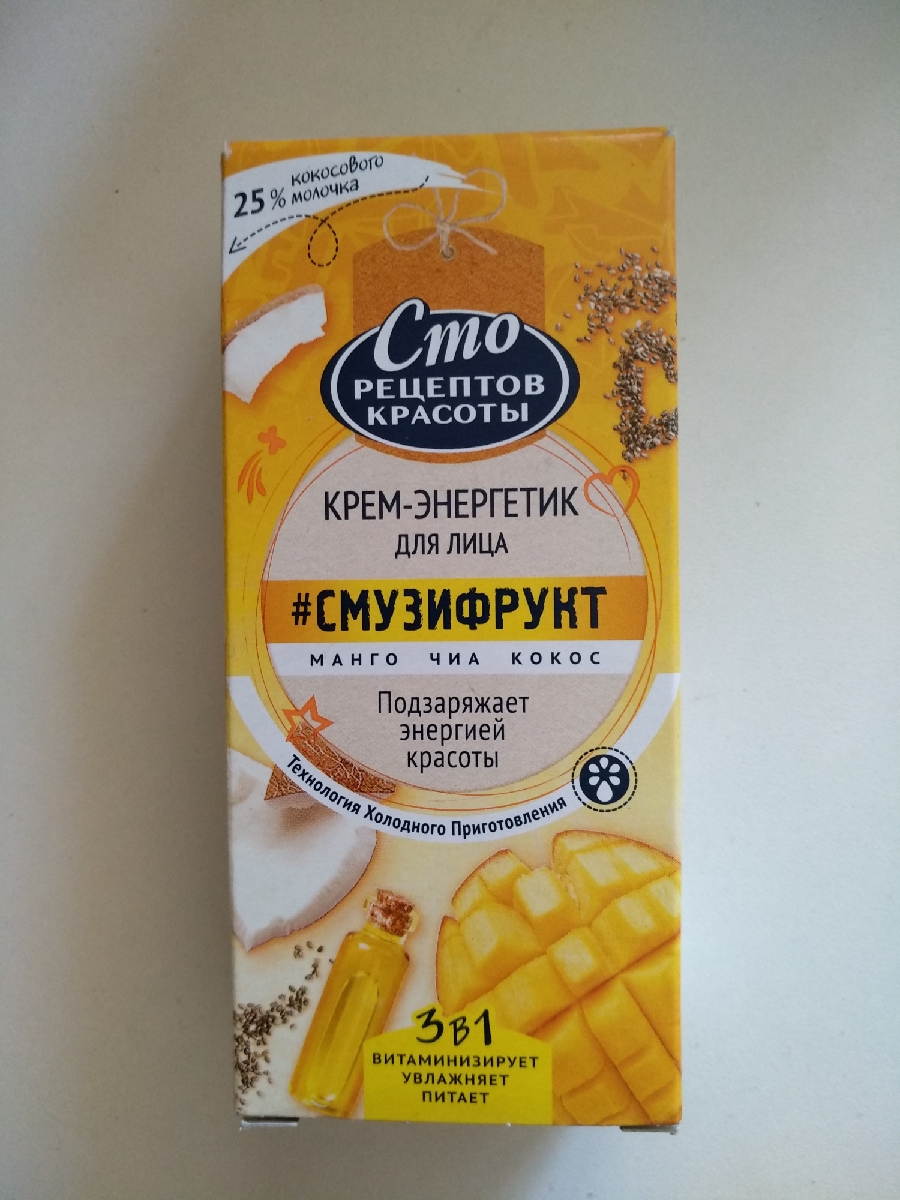 25% кокосового
молочка
Сто
РЕЦЕПТОВ
КРАСОТЫ
КРЕМ-ЭНЕРГЕТИК
ДЛЯ ЛИЦА
#СМУЗИФРУКТ
МАНГО ЧИА КОКОС
Подзаряжает
энергией
красоты
Технология Холодного Приготовления
3в1
ВИТАМИНИЗИРУЕТ
УВЛАЖНЯЕТ
ПИТАЕТ